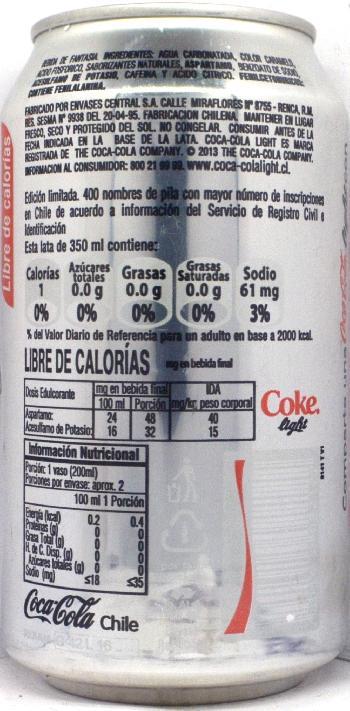 BEBIDA DE FANTASIA INGREDIENTES: AGUA CARBONATADA, COLOR CARAMELO
ACIDO FOSFORICO, SABORIZANTES NATURALES, ASPARTAMO, BENZOATO DE SODIO,
ACESULFAMO DE POTASIO, CAFEINA Y ACIDO CITRICO. FENILCETONURICOS:
CONTIENE FENILALANINA.
FABRICADO POR ENVASES CENTRAL S.A. CALLE MIRAFLORES Nº 8755 - RENCA, R.M.
RES. SESMA Nº 9938 DEL 20-04-95. FABRICACION CHILENA. MANTENER EN LUGAR
FRESCO, SECO Y PROTEGIDO DEL SOL. NO CONGELAR. CONSUMIR ANTES DE LA
FECHA INDICADA EN LA BASE DE LA LATA. COCA-COLA LIGHT ES MARCA
REGISTRADA DE THE COCA-COLA COMPANY. © 2013 THE COCA-COLA COMPANY.
INFORMACION AL CONSUMIDOR: 800 21 99 99. www.coca-colalight.cl.
Libre de calorías
Edición limitada. 400 nombres de pila con mayor número de inscripciones
en Chile de acuerdo a información del Servicio de Registro Civil e
Identificación
Esta lata de 350 ml contiene:
Calorías Azúcares totales Grasas Grasas Saturadas Sodio
1 0.0 g 0.0 g 0.0 g 61 mg
0% 0% 0% 0% 3%
% del Valor Diario de Referencia para un adulto en base a 2000 kcal.
LIBRE DE CALORÍAS mg en bebida final
Dosis Edulcorante mg en bebida final IDA
100 ml Porción mg/kg peso corporal
Aspartamo: 24 48 40
Acesulfamo de Potasio: 16 32 15
Coke
light
Información Nutricional
Porción: 1 vaso (200ml)
Porciones por envase: aprox. 2
100 ml 1 Porción
Energía (kcal) 0.2 0.4
Proteínas (g) 0 0
Grasa Total (g) 0 0
H. de C. Disp. (g) 0 0
Azúcares totales (g) 0 0
Sodio (mg) ≤18 ≤35
Coca-Cola Chile